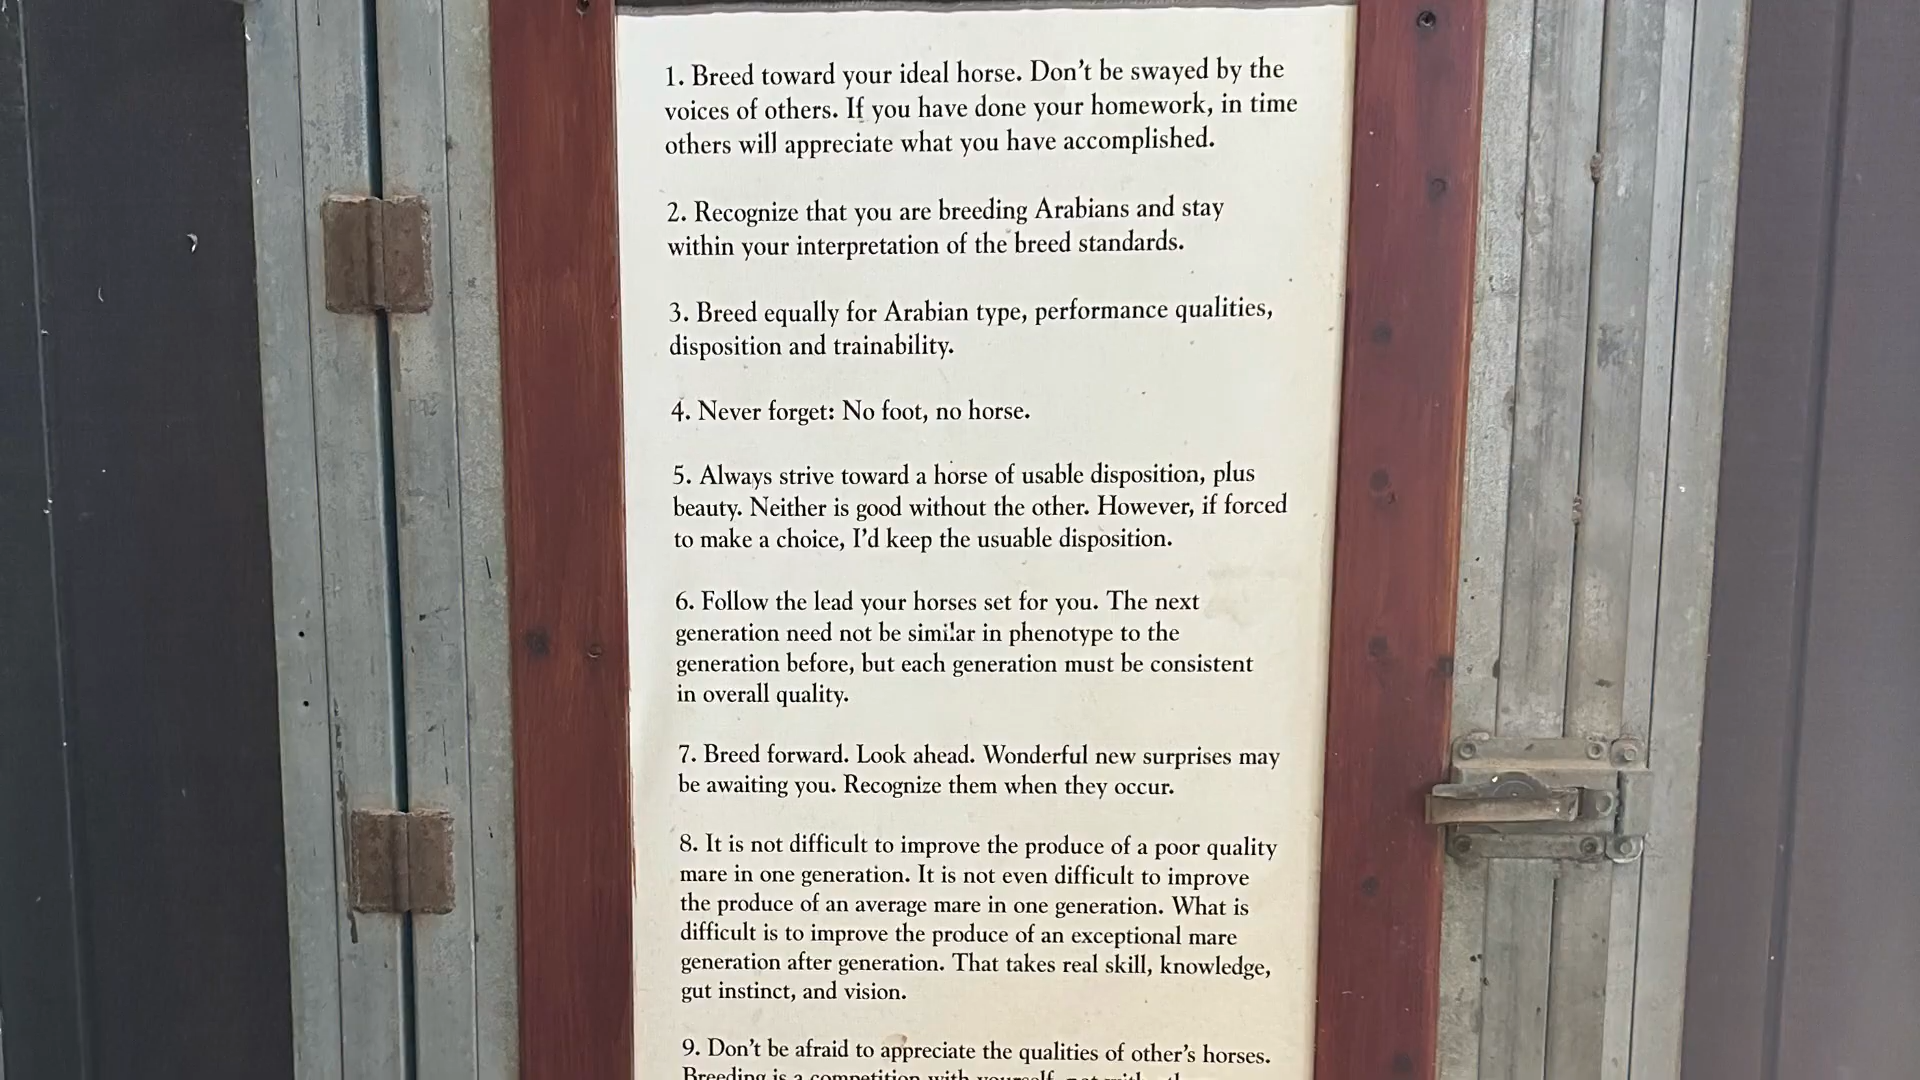 1. Breed toward your ideal horse. Don't be swayed by the
voices of others. If you have done your homework, in time
others will appreciate what you have accomplished.
2. Recognize that you are breeding Arabians and stay
within your interpretation of the breed standards.
3. Breed equally for Arabian type, performance qualities,
disposition and trainability.
4. Never forget: No foot, no horse.
5. Always strive toward a horse of usable disposition, plus
beauty. Neither is good without the other. However, if forced
to make a choice, I'd keep the usuable disposition.
6. Follow the lead your horses set for you. The next
generation need not be similar in phenotype to the
generation before, but each generation must be consistent
in overall quality.
7. Breed forward. Look ahead. Wonderful new surprises may
be awaiting you. Recognize them when they occur.
8. It is not difficult to improve the produce of a poor quality
mare in one generation. It is not even difficult to improve
the produce of an average mare in one generation. What is
difficult is to improve the produce of an exceptional mare
generation after generation. That takes real skill, knowledge,
gut instinct, and vision.
9. Don't be afraid to appreciate the qualities of other's horses.
Breeding is a competition with yourself, not with